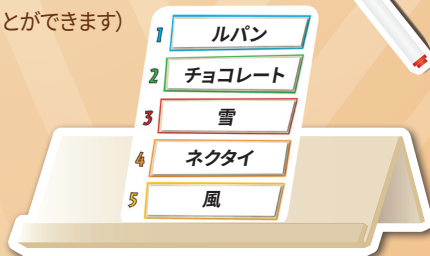 とができます)
1 ルパン
2 チョコレート
3 雪
4 ネクタイ
5 風